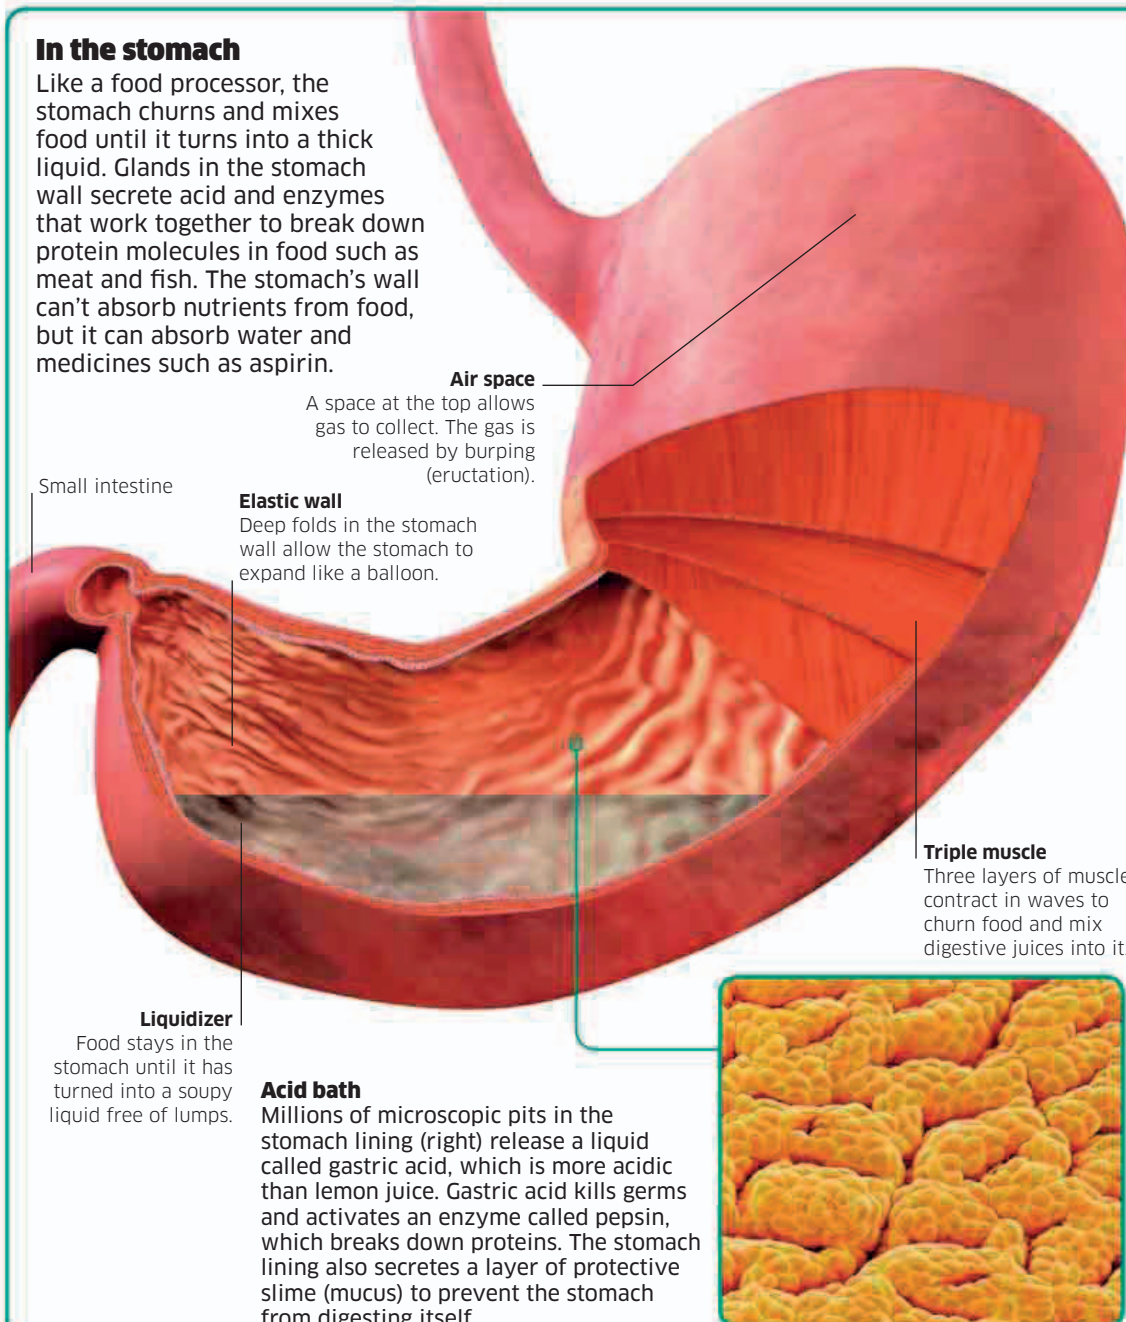 In the stomach
Like a food processor, the
stomach churns and mixes
food until it turns into a thick
liquid. Glands in the stomach
wall secrete acid and enzymes
that work together to break down
protein molecules in food such as
meat and fish. The stomach's wall
can't absorb nutrients from food,
but it can absorb water and
medicines such as aspirin.
Air space
A space at the top allows
gas to collect. The gas is
released by burping
(eructation).
Small intestine
Elastic wall
Deep folds in the stomach
wall allow the stomach to
expand like a balloon.
Triple muscle
Three layers of muscle
contract in waves to
churn food and mix
digestive juices into it.
Liquidizer
Food stays in the
stomach until it has
turned into a soupy
liquid free of lumps.
Acid bath
Millions of microscopic pits in the
stomach lining (right) release a liquid
called gastric acid, which is more acidic
than lemon juice. Gastric acid kills germs
and activates an enzyme called pepsin,
which breaks down proteins. The stomach
lining also secretes a layer of protective
slime (mucus) to prevent the stomach
from digesting itself